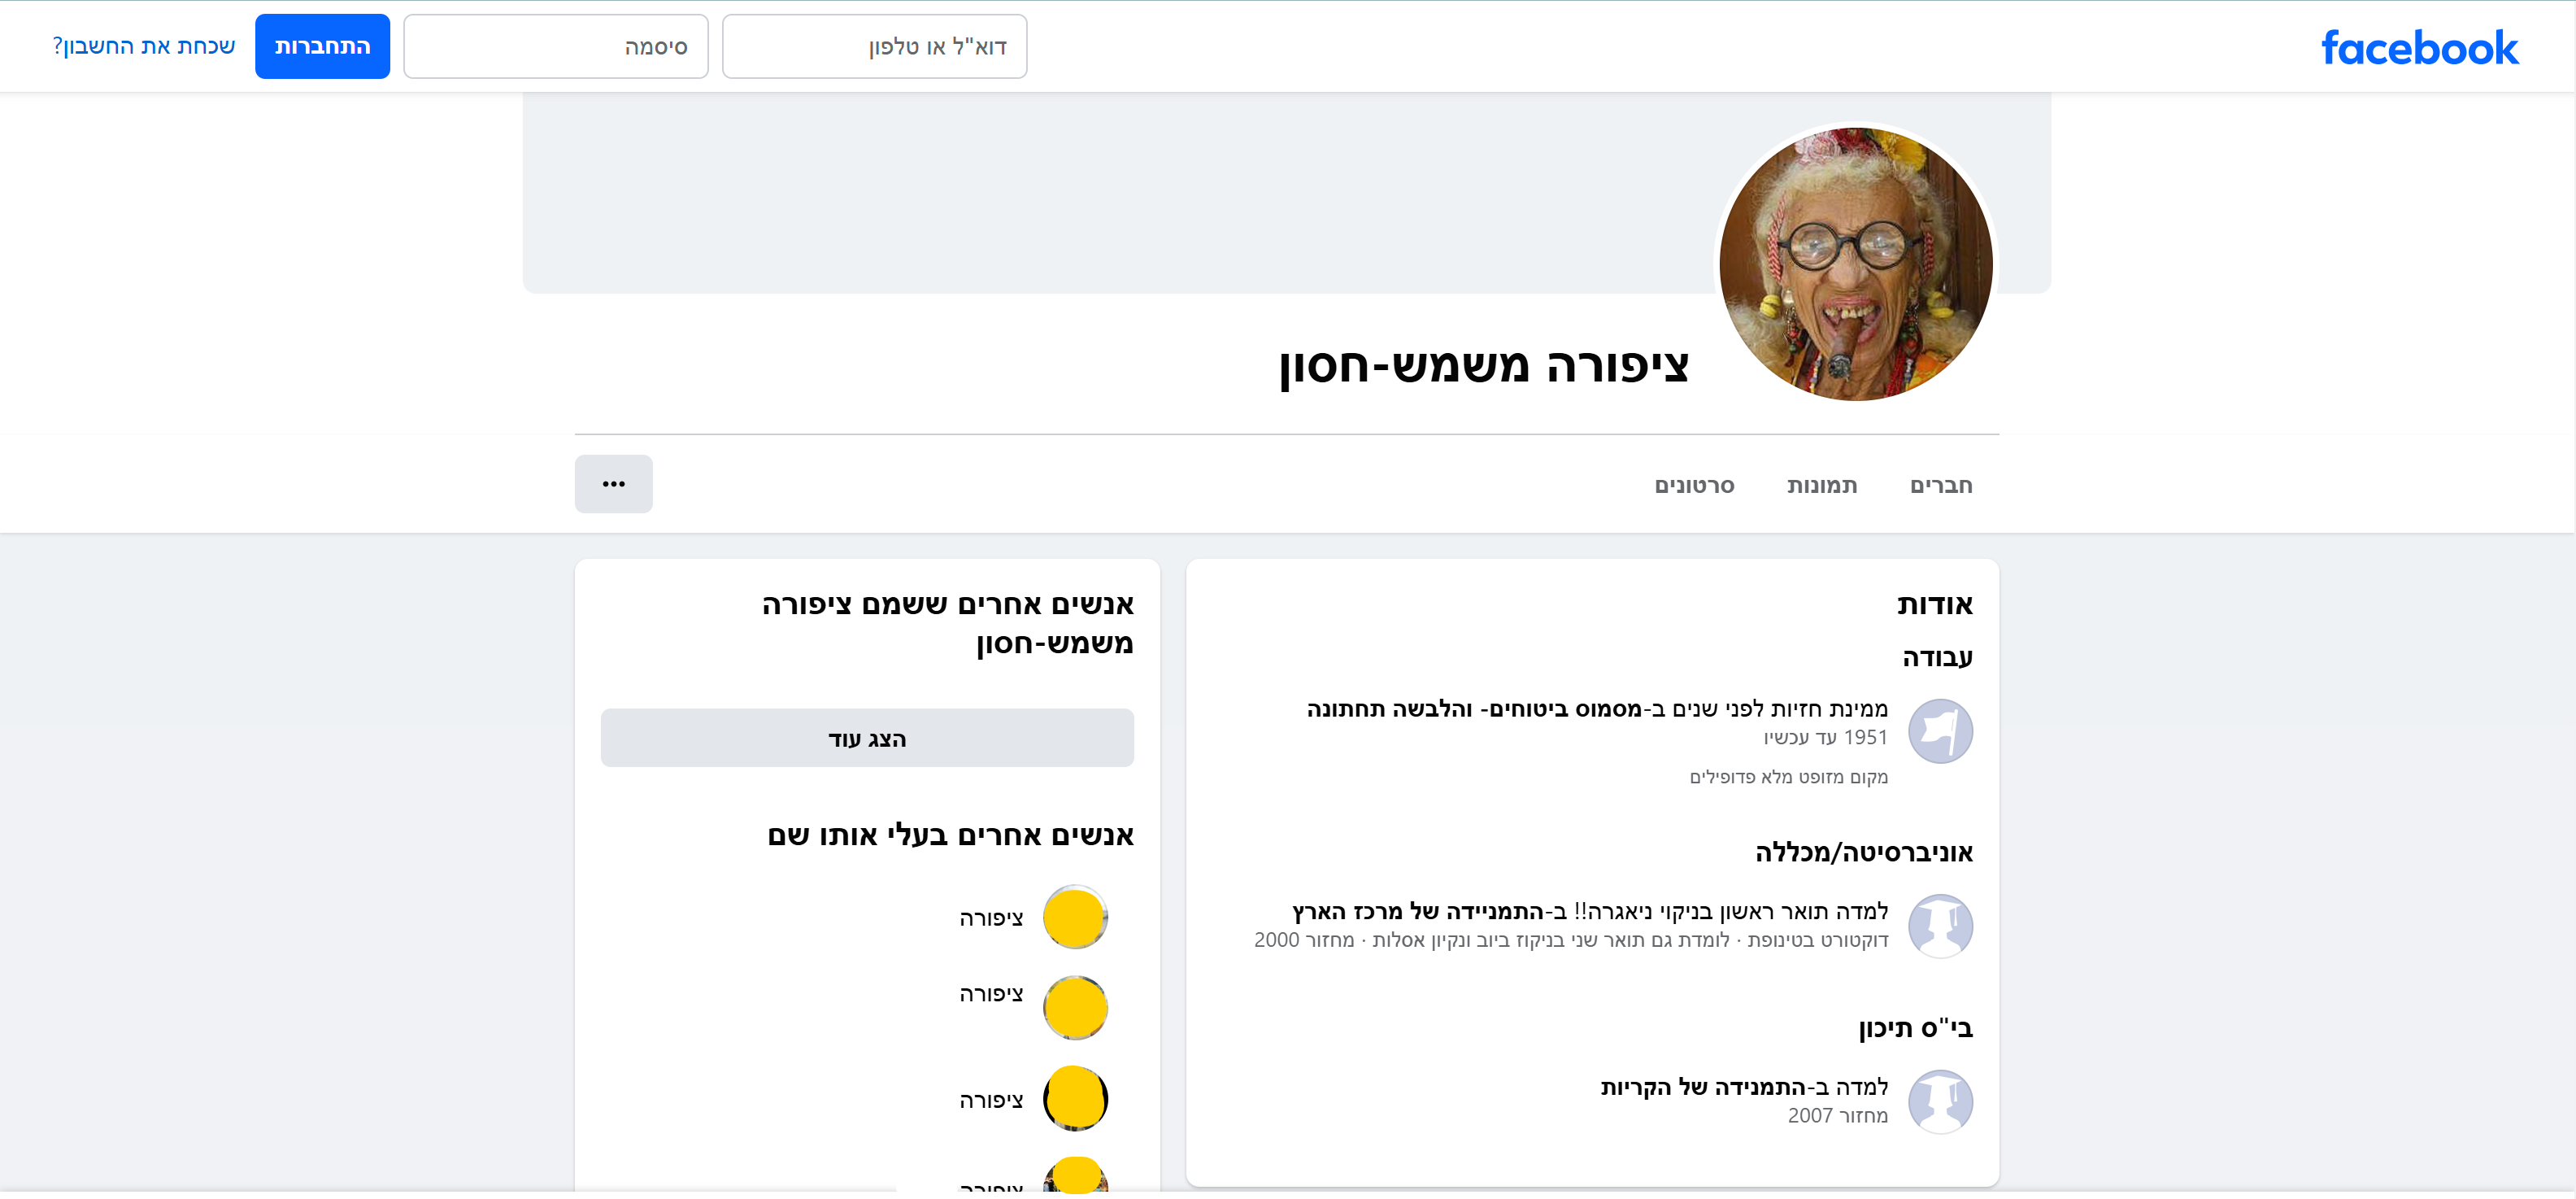 facebook
דוא"ל או טלפון
סיסמה
התחברות
שכחת את החשבון?
ציפורה משמש-חסון
חברים
תמונות
סרטונים
אודות
עבודה
ממינת חזיות לפני שנים ב-מסמוס ביטוחים- והלבשה תחתונה
1951 עד עכשיו
מקום מזופט מלא פדופילים
אוניברסיטה/מכללה
למדה תואר ראשון בניקוי ניאגרה!! ב-התמניידה של מרכז הארץ
דוקטורט בטינופת · לומדת גם תואר שני בניקוז ביוב ונקיון אסלות · מחזור 2000
בי"ס תיכון
למדה ב-התמנידה של הקריות
מחזור 2007
אנשים אחרים ששמם ציפורה
משמש-חסון
הצג עוד
אנשים אחרים בעלי אותו שם
ציפורה
ציפורה
ציפורה
ציפורה